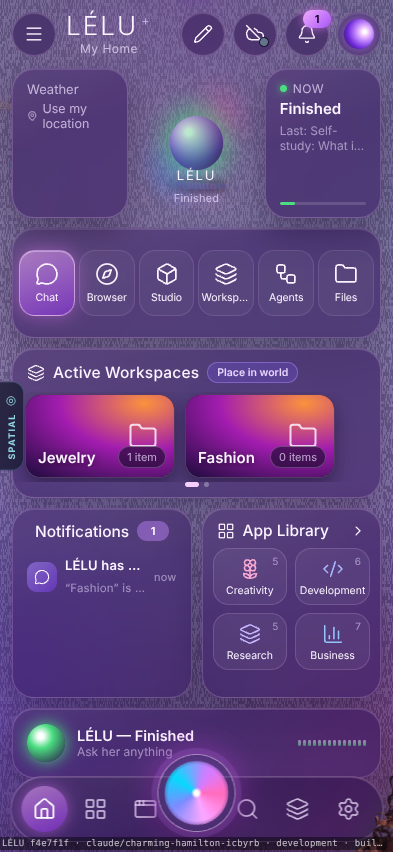 LÉLU +
My Home
1
Weather
Use my
location
LÉLU
Finished
NOW
Finished
Last: Self-
study: What i...
Chat
Browser
Studio
Worksp...
Agents
Files
Active Workspaces
Place in world
SPATIAL
Jewelry
1 item
Fashion
0 items
Notifications
1
LÉLU has ...
"Fashion" is ...
now
App Library
Creativity
5
Development
6
Research
5
Business
7
LÉLU — Finished
Ask her anything
LÉLU f4e7f1f · claude/charming-hamilton-icbyrb · development · buil…